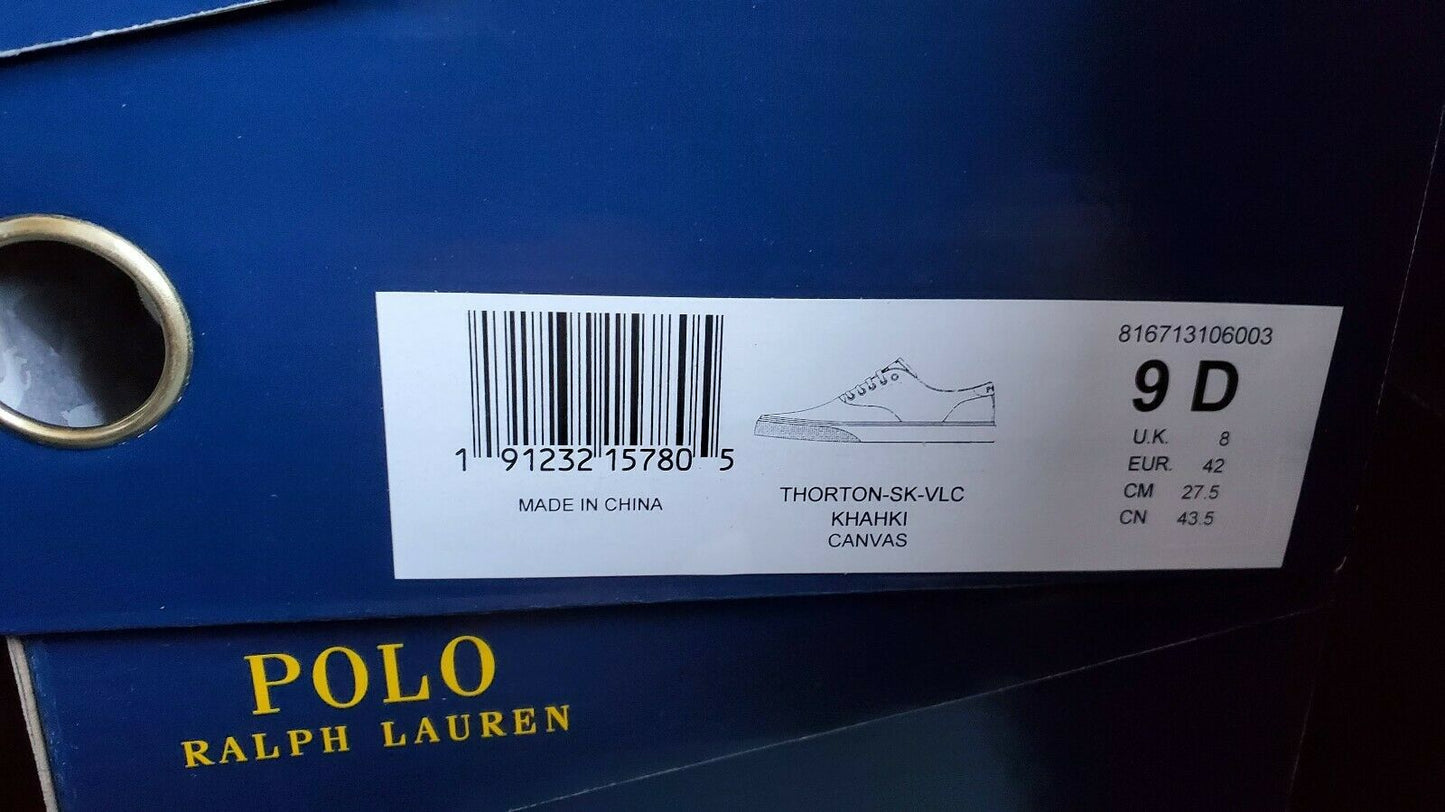 1 91232 15780 5
MADE IN CHINA
THORTON-SK-VLC
KHAHKI
CANVAS
816713106003
9 D
U.K. 8
EUR. 42
CM 27.5
CN 43.5
POLO
RALPH LAUREN